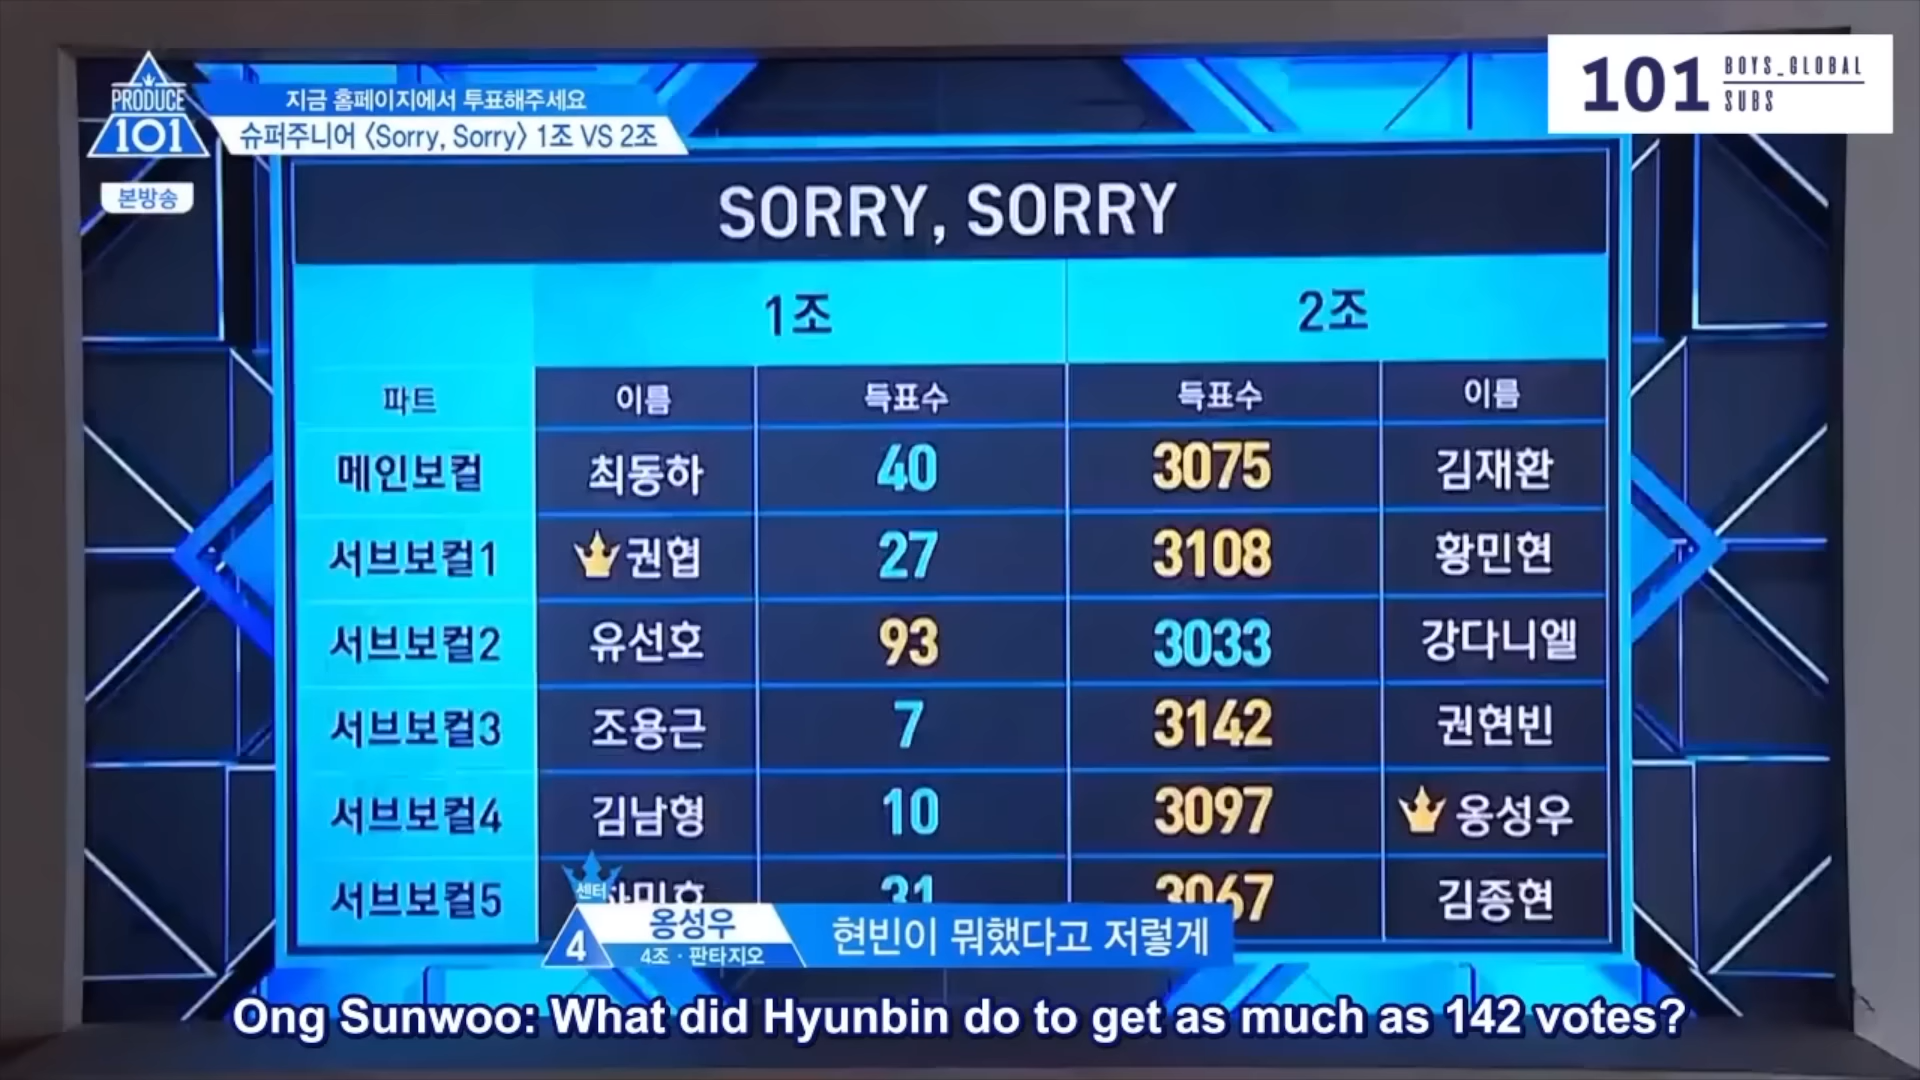 101 BOYS_GLOBAL
SUBS
PRODUCE
101
지금 홈페이지에서 투표해주세요
슈퍼주니어 〈Sorry, Sorry〉 1조 VS 2조
본방송
SORRY, SORRY
1조 2조
파트 이름 득표수 득표수 이름
메인보컬 최동하 40 3075 김재환
서브보컬1 권협 27 3108 황민현
서브보컬2 유선호 93 3033 강다니엘
서브보컬3 조용근 7 3142 권현빈
서브보컬4 김남형 10 3097 옹성우
서브보컬5 31 3067 김종현
센터
4 옹성우
4조 · 판타지오
현빈이 뭐했다고 저렇게
Ong Sunwoo: What did Hyunbin do to get as much as 142 votes?